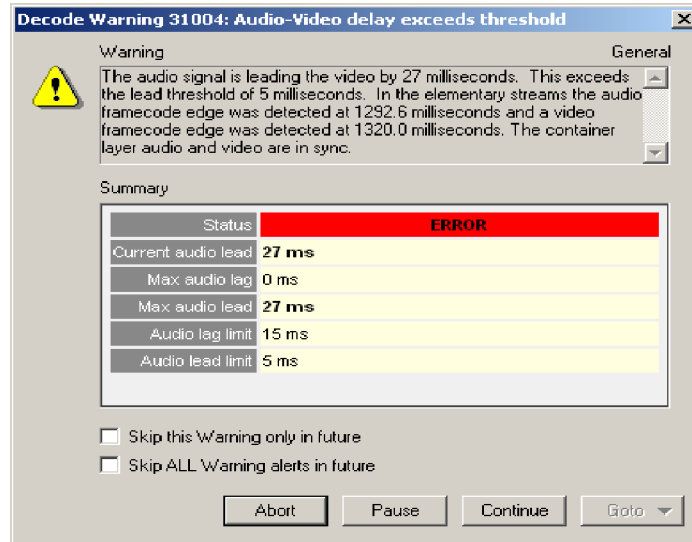 Decode Warning 31004: Audio-Video delay exceeds threshold
Warning General
The audio signal is leading the video by 27 milliseconds. This exceeds
the lead threshold of 5 milliseconds. In the elementary streams the audio
framecode edge was detected at 1292.6 milliseconds and a video
framecode edge was detected at 1320.0 milliseconds. The container
layer audio and video are in sync.
Summary
Status ERROR
Current audio lead 27 ms
Max audio lag 0 ms
Max audio lead 27 ms
Audio lag limit 15 ms
Audio lead limit 5 ms
Skip this Warning only in future
Skip ALL Warning alerts in future
Abort Pause Continue Goto